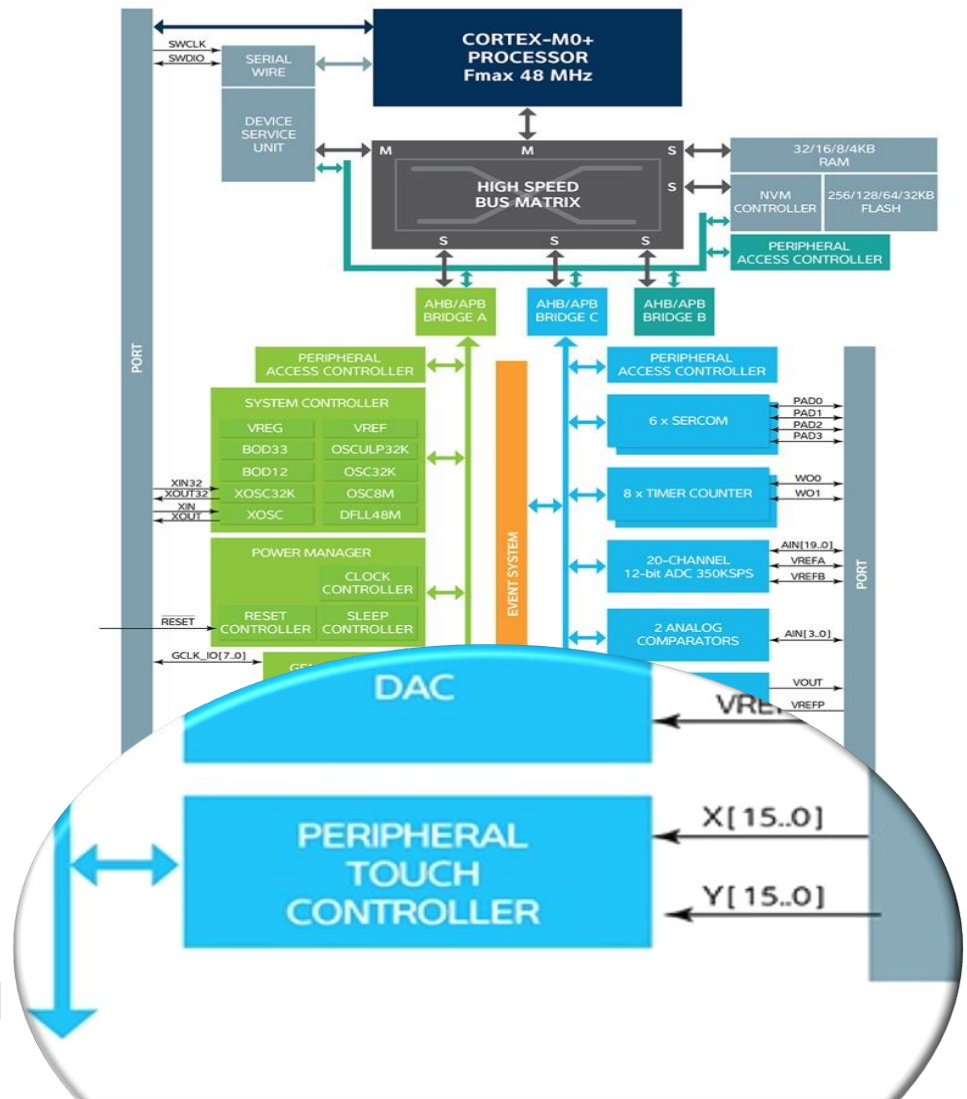 CORTEX-M0+
PROCESSOR
Fmax 48 MHz
SWCLK
SWDIO
SERIAL
WIRE
DEVICE
SERVICE
UNIT
M
M
S
32/16/8/4KB
RAM
HIGH SPEED
BUS MATRIX
S
NVM
CONTROLLER
256/128/64/32KB
FLASH
S
S
S
PERIPHERAL
ACCESS CONTROLLER
AHB/APB
BRIDGE A
AHB/APB
BRIDGE C
AHB/APB
BRIDGE B
PORT
PERIPHERAL
ACCESS CONTROLLER
SYSTEM CONTROLLER
VREG
VREF
BOD33
OSCULP32K
BOD12
OSC32K
XOSC32K
OSC8M
XOSC
DFLL48M
XIN32
XOUT32
XIN
XOUT
POWER MANAGER
CLOCK
CONTROLLER
RESET
CONTROLLER
SLEEP
CONTROLLER
RESET
GCLK_IO[7..0]
EVENT SYSTEM
PERIPHERAL
ACCESS CONTROLLER
6 x SERCOM
PAD0
PAD1
PAD2
PAD3
8 x TIMER COUNTER
WO0
WO1
20-CHANNEL
12-bit ADC 350KSPS
AIN[19..0]
VREFA
VREFB
2 ANALOG
COMPARATORS
AIN[3..0]
VOUT
VREFP
PORT
DAC
PERIPHERAL
TOUCH
CONTROLLER
X[15..0]
Y[15..0]